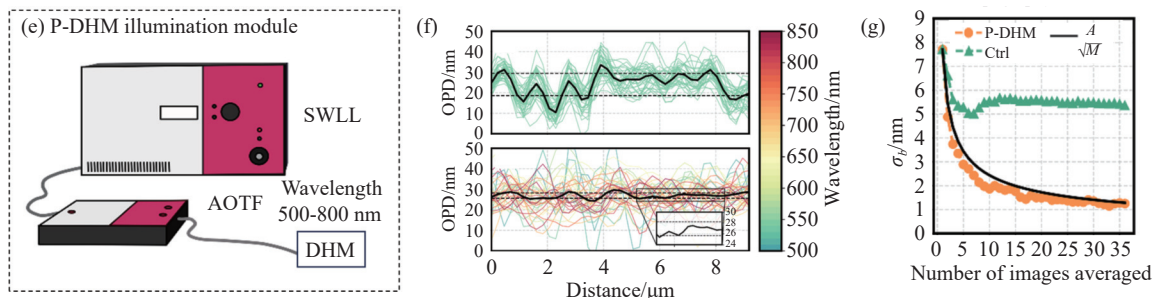 (e) P-DHM illumination module
SWLL
AOTF
Wavelength
500-800 nm
DHM
(f)
OPD/nm
50
40
30
20
10
0
OPD/nm
50
40
30
20
10
0
30
28
26
24
0
2
4
6
8
Distance/μm
850
800
750
700
650
600
550
500
Wavelength/nm
(g)
P-DHM
Ctrl
A
√M
σb/nm
9
8
7
6
5
4
3
2
1
0
0
5
10
15
20
25
30
35
Number of images averaged